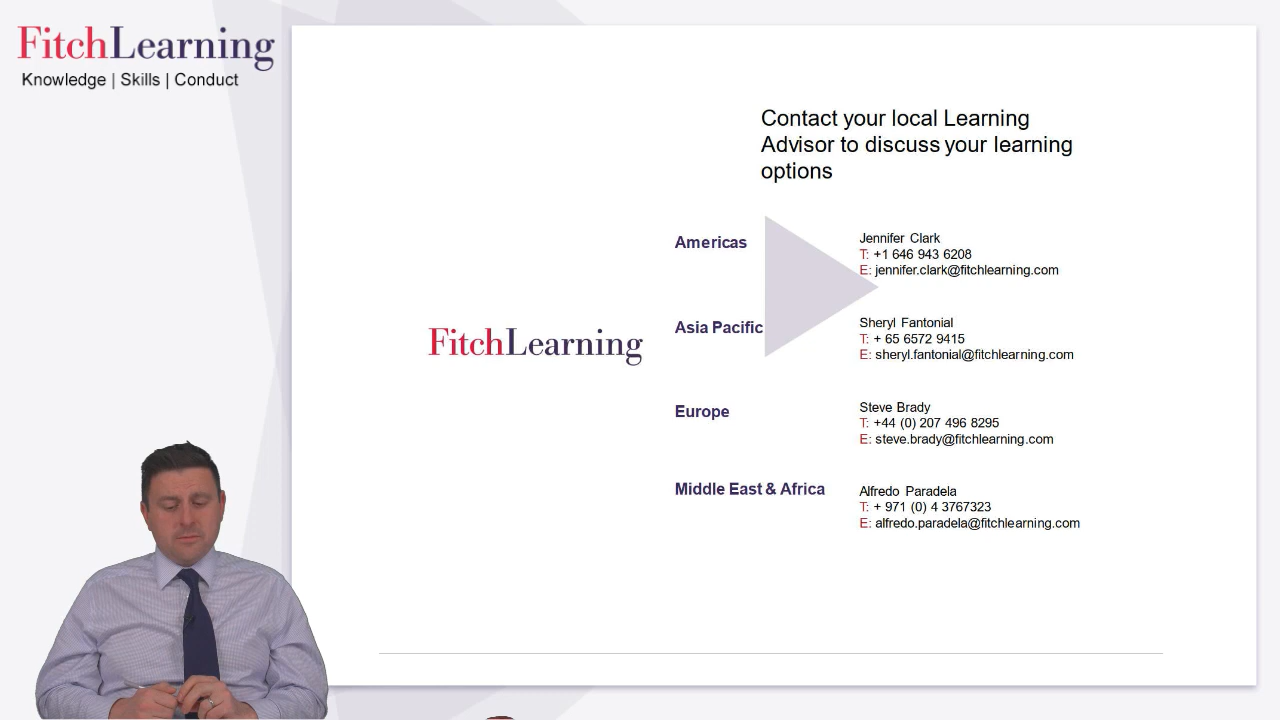 FitchLearning
Knowledge | Skills | Conduct
Contact your local Learning
Advisor to discuss your learning
options
Americas
Jennifer Clark
T: +1 646 943 6208
E: jennifer.clark@fitchlearning.com
Asia Pacific
Sheryl Fantonial
T: + 65 6572 9415
E: sheryl.fantonial@fitchlearning.com
FitchLearning
Europe
Steve Brady
T: +44 (0) 207 496 8295
E: steve.brady@fitchlearning.com
Middle East & Africa
Alfredo Paradela
T: + 971 (0) 4 3767323
E: alfredo.paradela@fitchlearning.com